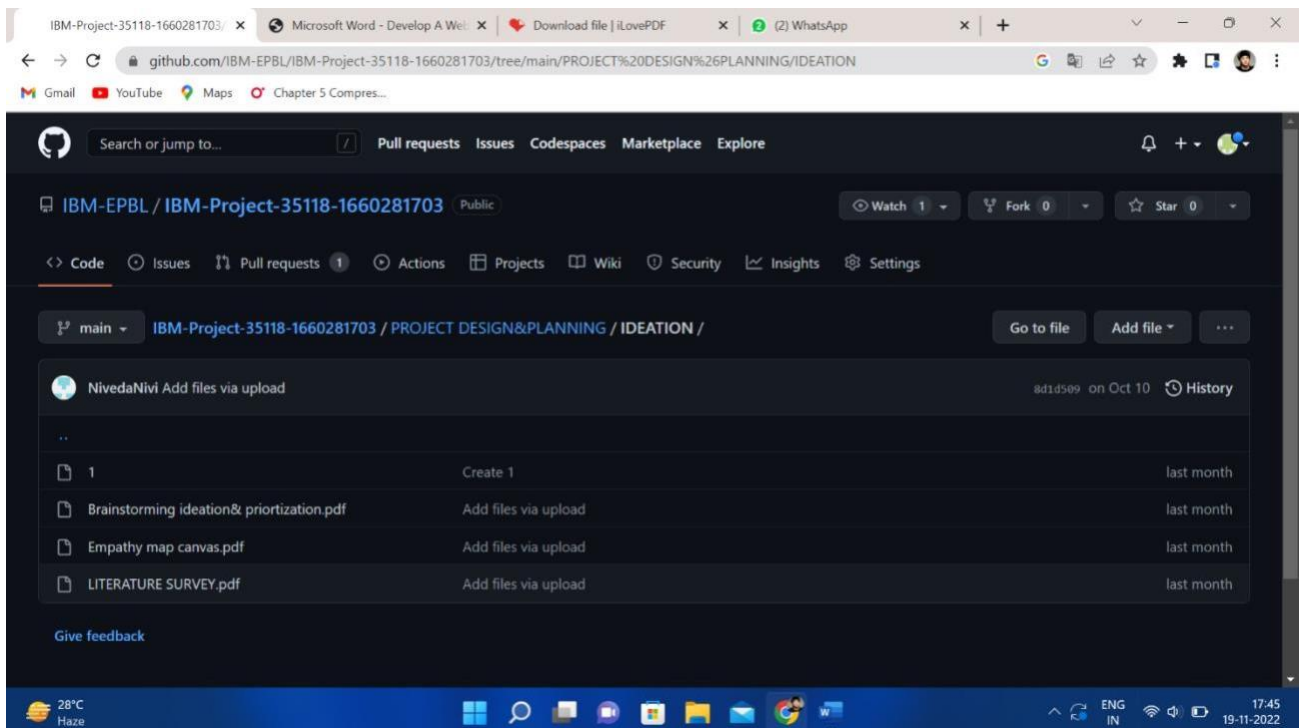 IBM-Project-35118-1660281703/
Microsoft Word - Develop A Web
Download file | iLovePDF
(2) WhatsApp
github.com/IBM-EPBL/IBM-Project-35118-1660281703/tree/main/PROJECT%20DESIGN%26PLANNING/IDEATION
Gmail YouTube Maps Chapter 5 Compres...
Search or jump to... / Pull requests Issues Codespaces Marketplace Explore
IBM-EPBL / IBM-Project-35118-1660281703 Public Watch 1 Fork 0 Star 0
<> Code Issues Pull requests 1 Actions Projects Wiki Security Insights Settings
main IBM-Project-35118-1660281703 / PROJECT DESIGN&PLANNING / IDEATION / Go to file Add file ...
NivedaNivi Add files via upload 8d1d509 on Oct 10 History
..
1 Create 1 last month
Brainstorming ideation& priortization.pdf Add files via upload last month
Empathy map canvas.pdf Add files via upload last month
LITERATURE SURVEY.pdf Add files via upload last month
Give feedback
28°C ENG 17:45
Haze IN 19-11-2022